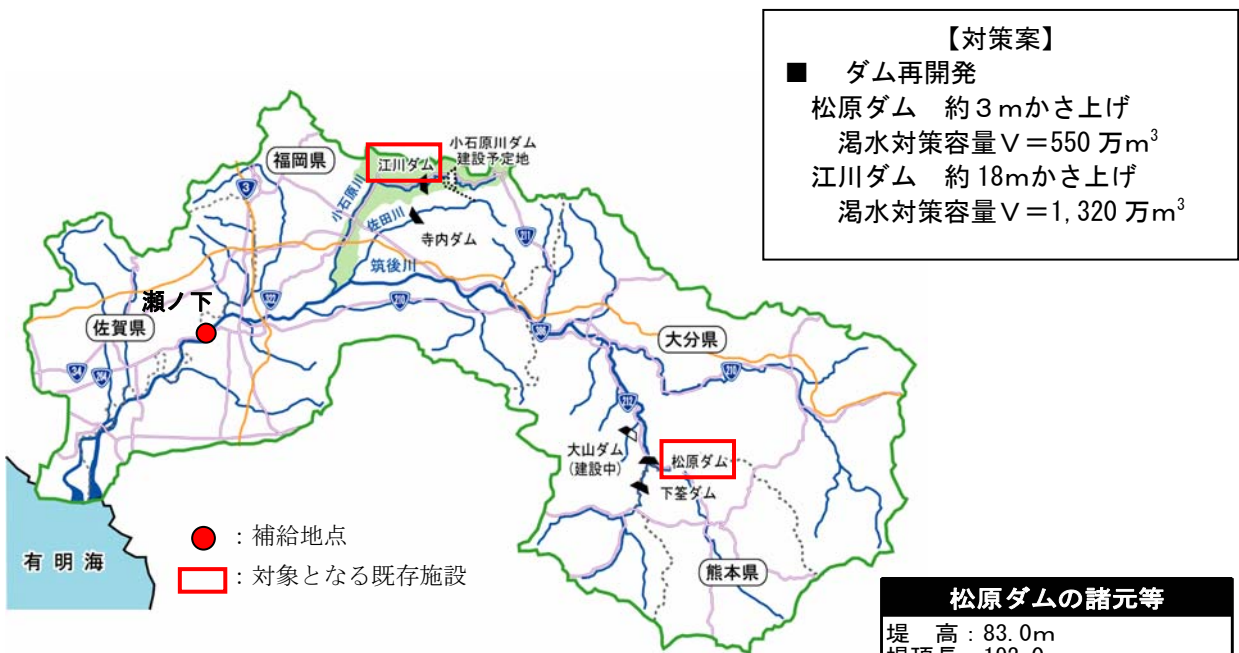 【対策案】
■ ダム再開発
松原ダム 約3mかさ上げ
渇水対策容量V=550万m³
江川ダム 約18mかさ上げ
渇水対策容量V=1,320万m³
福岡県
江川ダム
小石原川ダム
建設予定地
3
小石原川
佐田川
寺内ダム
211
筑後川
瀬ノ下
322
210
佐賀県
386
大分県
34
264
210
212
大山ダム
(建設中)
松原ダム
下筌ダム
:補給地点
:対象となる既存施設
有明海
熊本県
松原ダムの諸元等
堤 高:83.0m